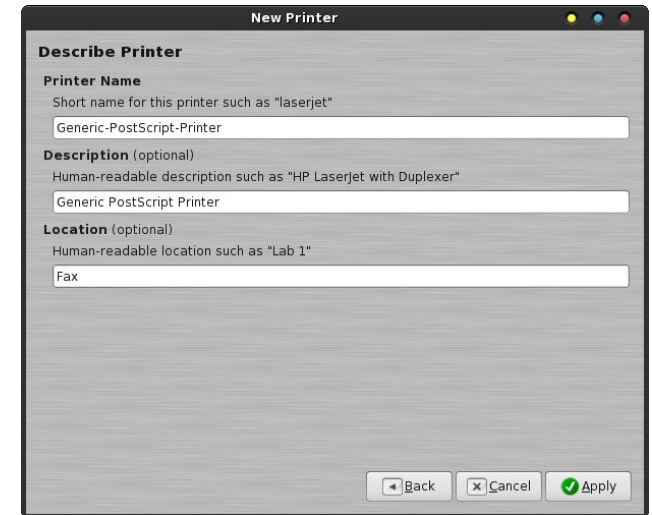 New Printer
Describe Printer
Printer Name
Short name for this printer such as "laserjet"
Generic-PostScript-Printer
Description (optional)
Human-readable description such as "HP LaserJet with Duplexer"
Generic PostScript Printer
Location (optional)
Human-readable location such as "Lab 1"
Fax
Back Cancel Apply